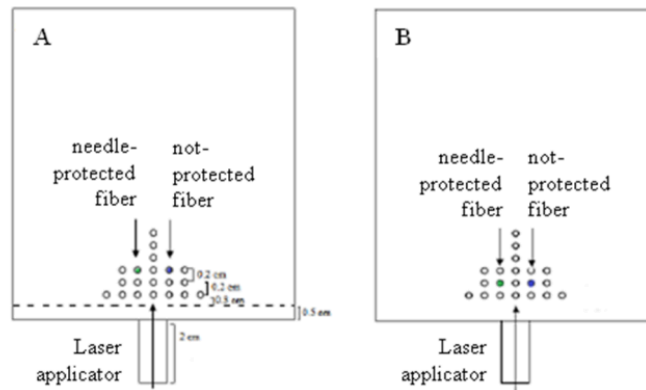 A
needle-
protected
fiber
not-
protected
fiber
0.2 cm
0.2 cm
0.5 cm
0.5 cm
2 cm
Laser
applicator
B
needle-
protected
fiber
not-
protected
fiber
Laser
applicator